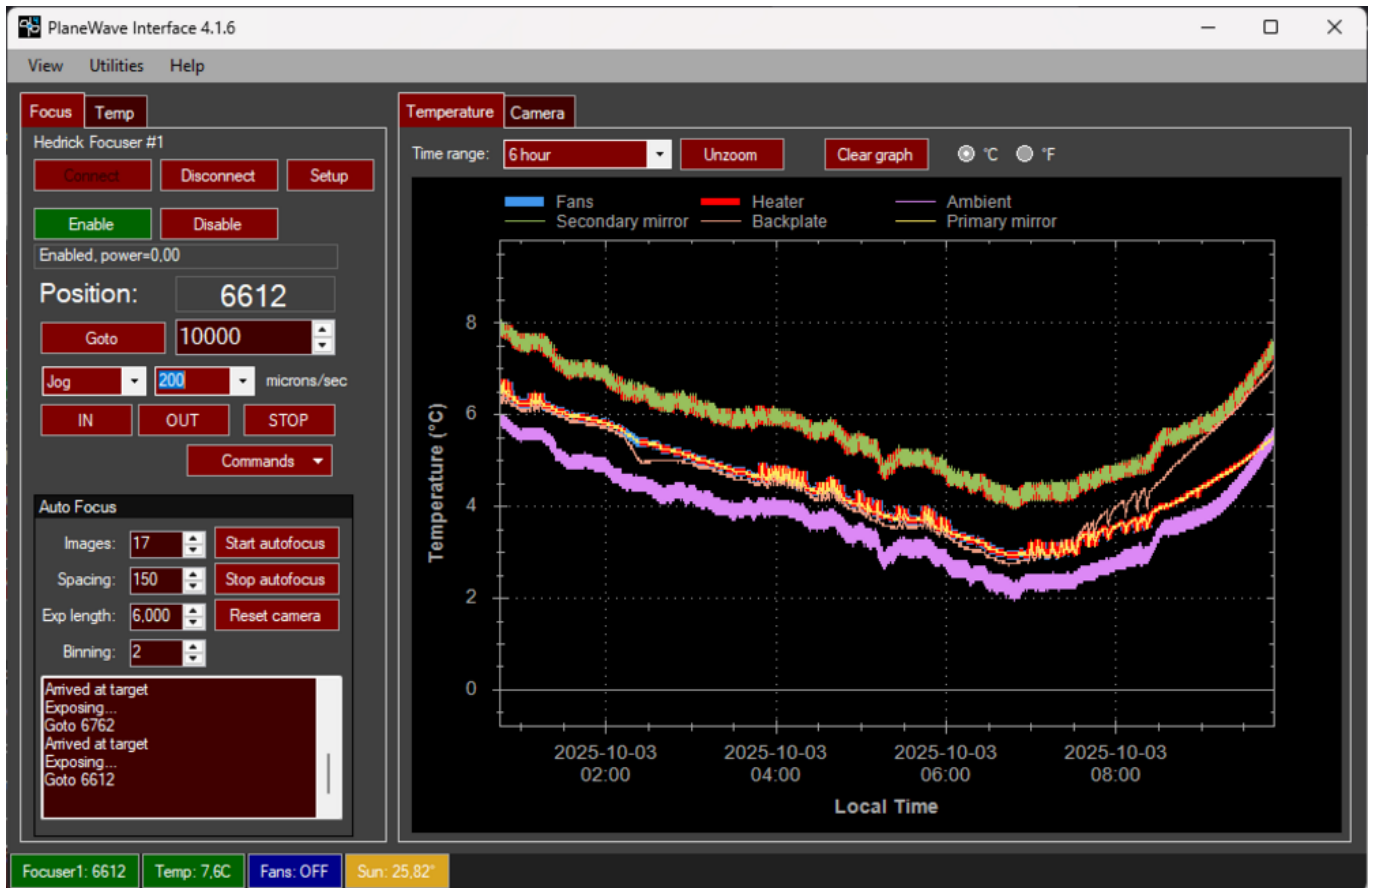 PlaneWave Interface 4.1.6
View Utilities Help
Focus Temp
Hedrick Focuser #1
Connect Disconnect Setup
Enable Disable
Enabled, power=0,00
Position: 6612
Goto 10000
Jog 200 microns/sec
IN OUT STOP
Commands
Auto Focus
Images: 17 Start autofocus
Spacing: 150 Stop autofocus
Exp length: 6,000 Reset camera
Binning: 2
Arrived at target
Exposing...
Goto 6762
Arrived at target
Exposing...
Goto 6612
Temperature Camera
Time range: 6 hour Unzoom Clear graph °C °F
Fans Heater Ambient
Secondary mirror Backplate Primary mirror
Temperature (°C)
8
6
4
2
0
2025-10-03 2025-10-03 2025-10-03 2025-10-03
02:00 04:00 06:00 08:00
Local Time
Focuser1: 6612 Temp: 7,6C Fans: OFF Sun: 25,82°